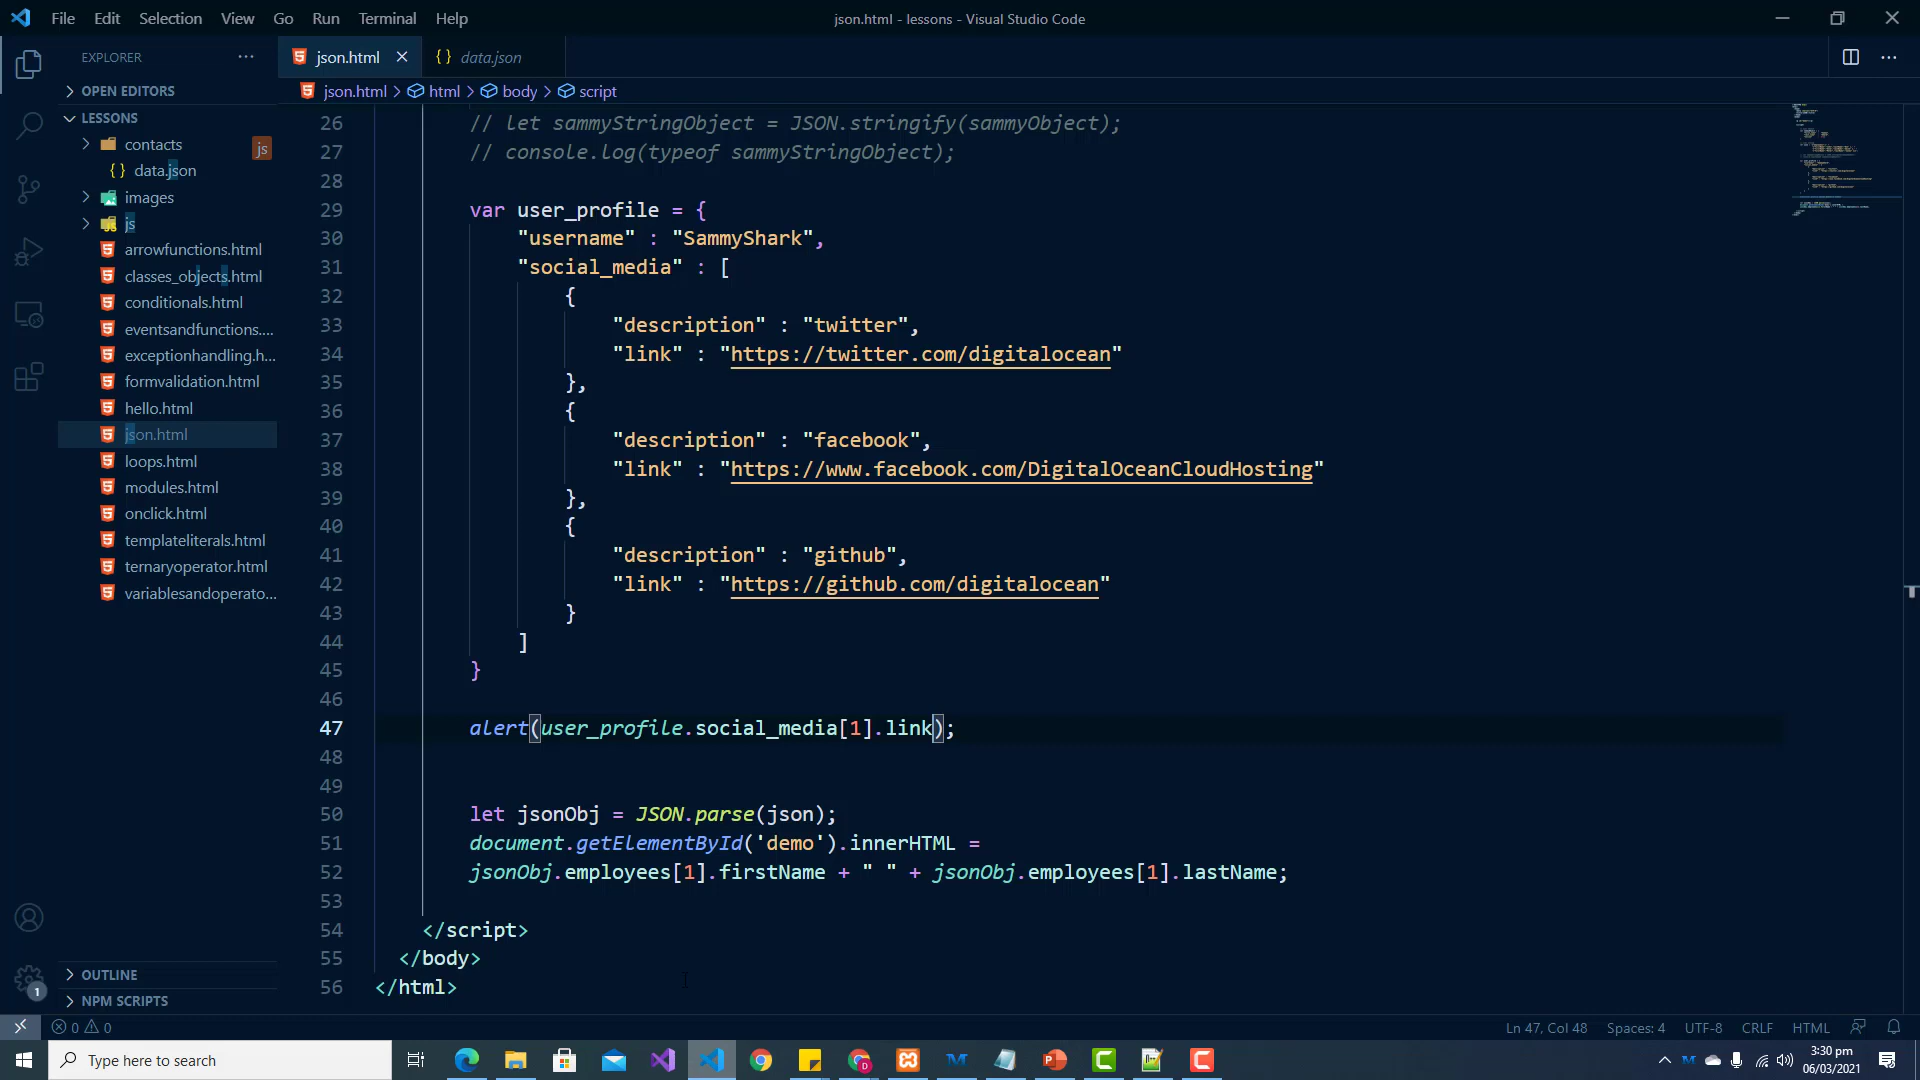 File Edit Selection View Go Run Terminal Help
json.html - lessons - Visual Studio Code
EXPLORER
json.html
data.json
OPEN EDITORS
json.html > html > body > script
LESSONS
contacts
js
data.json
images
js
arrowfunctions.html
classes_objects.html
conditionals.html
eventsandfunctions....
exceptionhandling.h...
formvalidation.html
hello.html
json.html
loops.html
modules.html
onclick.html
templateliterals.html
ternaryoperator.html
variablesandoperato...
OUTLINE
NPM SCRIPTS
26 // let sammyStringObject = JSON.stringify(sammyObject);
27 // console.log(typeof sammyStringObject);
28
29 var user_profile = {
30 "username" : "SammyShark",
31 "social_media" : [
32 {
33 "description" : "twitter",
34 "link" : "https://twitter.com/digitalocean"
35 },
36 {
37 "description" : "facebook",
38 "link" : "https://www.facebook.com/DigitalOceanCloudHosting"
39 },
40 {
41 "description" : "github",
42 "link" : "https://github.com/digitalocean"
43 }
44 ]
45 }
46
47 alert(user_profile.social_media[1].link);
48
49
50 let jsonObj = JSON.parse(json);
51 document.getElementById('demo').innerHTML =
52 jsonObj.employees[1].firstName + " " + jsonObj.employees[1].lastName;
53
54 </script>
55 </body>
56 </html>
1
0 0
Ln 47, Col 48 Spaces: 4 UTF-8 CRLF HTML
Type here to search
3:30 pm
06/03/2021